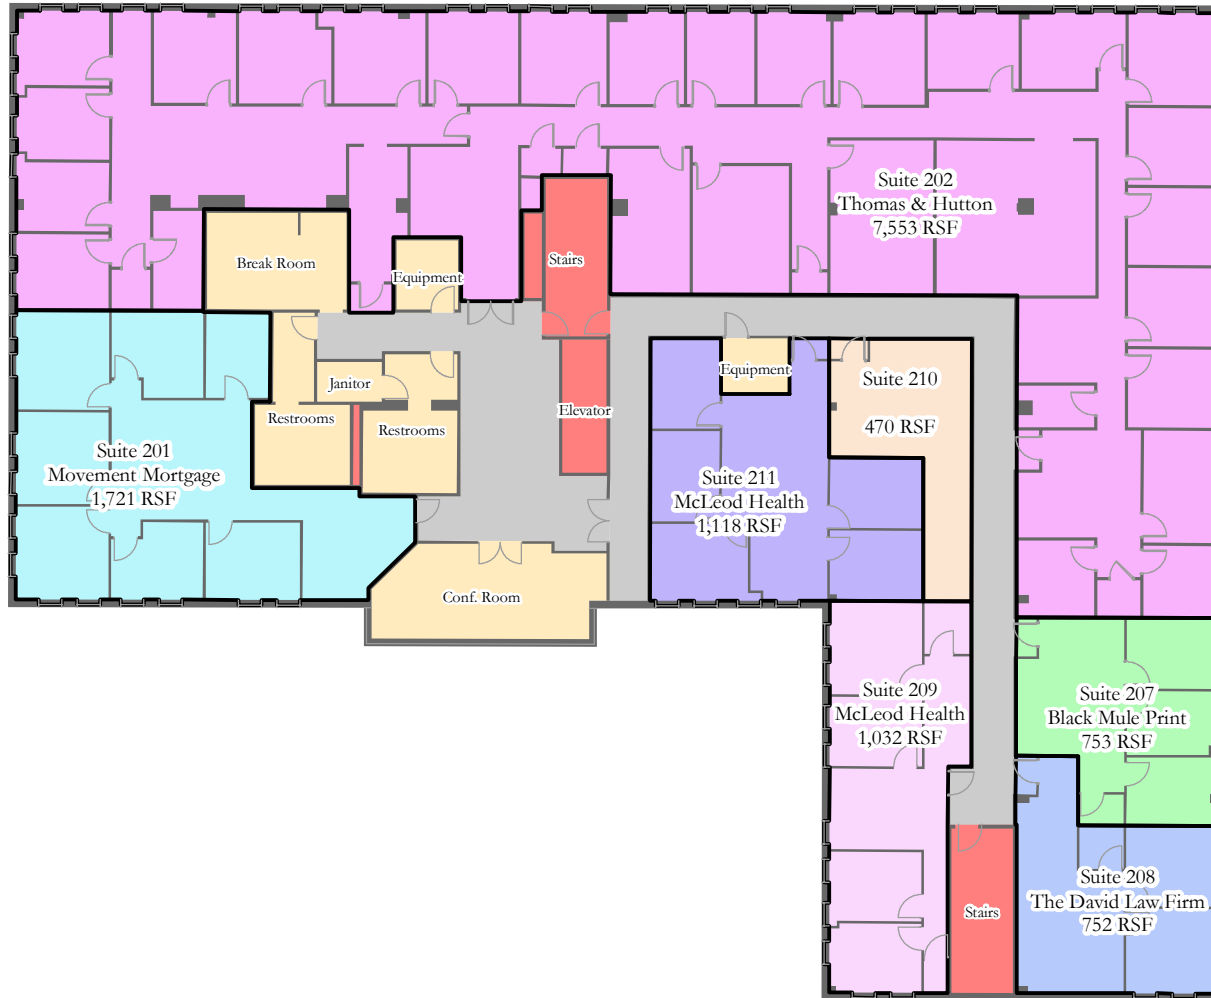 Suite 202
Thomas & Hutton
7,553 RSF
Stairs
Break Room
Equipment
Equipment
Janitor
Suite 210
470 RSF
Elevator
Restrooms
Restrooms
Suite 201
Movement Mortgage
1,721 RSF
Suite 211
McLeod Health
1,118 RSF
Conf. Room
Suite 209
McLeod Health
1,032 RSF
Suite 207
Black Mule Print
753 RSF
Suite 208
The David Law Firm
752 RSF
Stairs